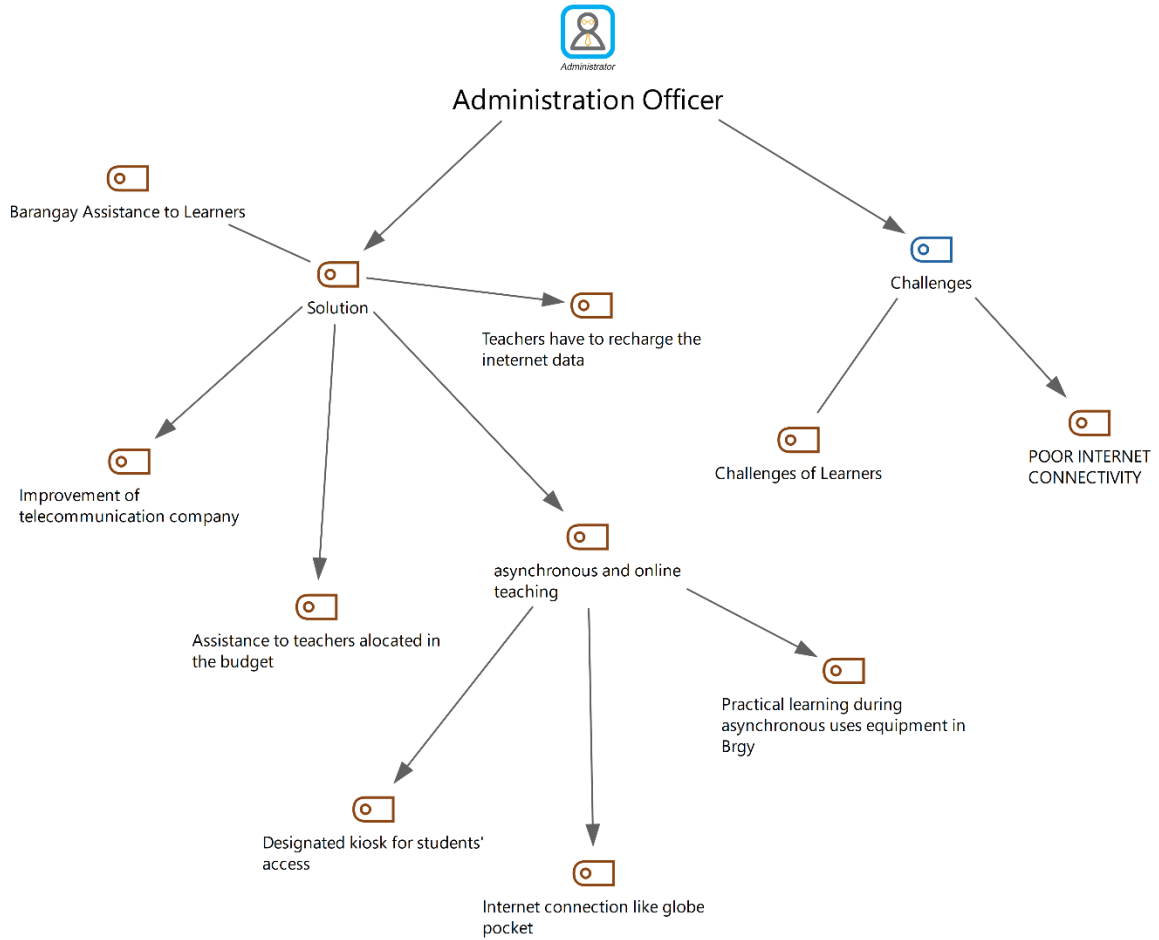 Administrator
Administration Officer
Barangay Assistance to Learners
Solution
Challenges
Teachers have to recharge the
ineternet data
Challenges of Learners
POOR INTERNET
CONNECTIVITY
Improvement of
telecommunication company
asynchronous and online
teaching
Assistance to teachers alocated in
the budget
Practical learning during
asynchronous uses equipment in
Brgy
Designated kiosk for students'
access
Internet connection like globe
pocket